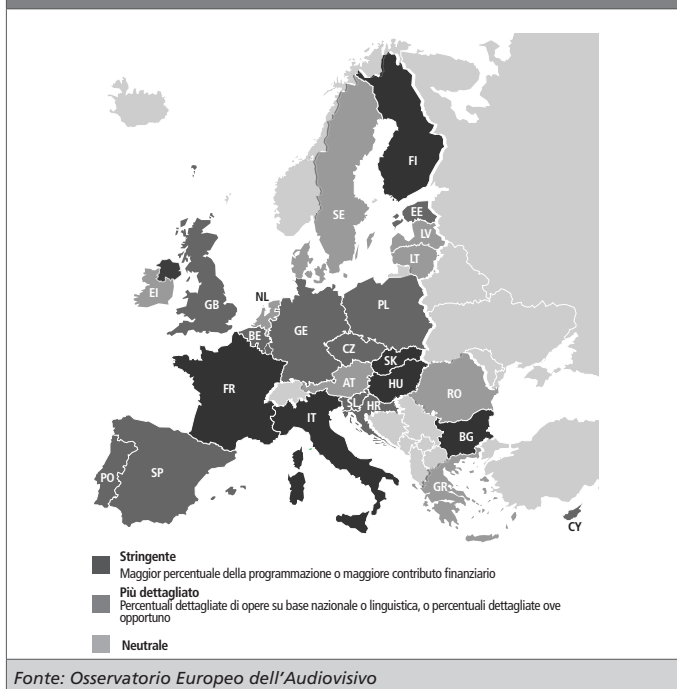 FI
SE
EE
LV
LT
EI
GB
NL
BE
GE
PL
CZ
SK
FR
AT
HU
RO
SL
HR
IT
BG
PO
SP
GR
CY
Stringente
Maggior percentuale della programmazione o maggiore contributo finanziario
Più dettagliato
Percentuali dettagliate di opere su base nazionale o linguistica, o percentuali dettagliate ove
opportuno
Neutrale
Fonte: Osservatorio Europeo dell'Audiovisivo